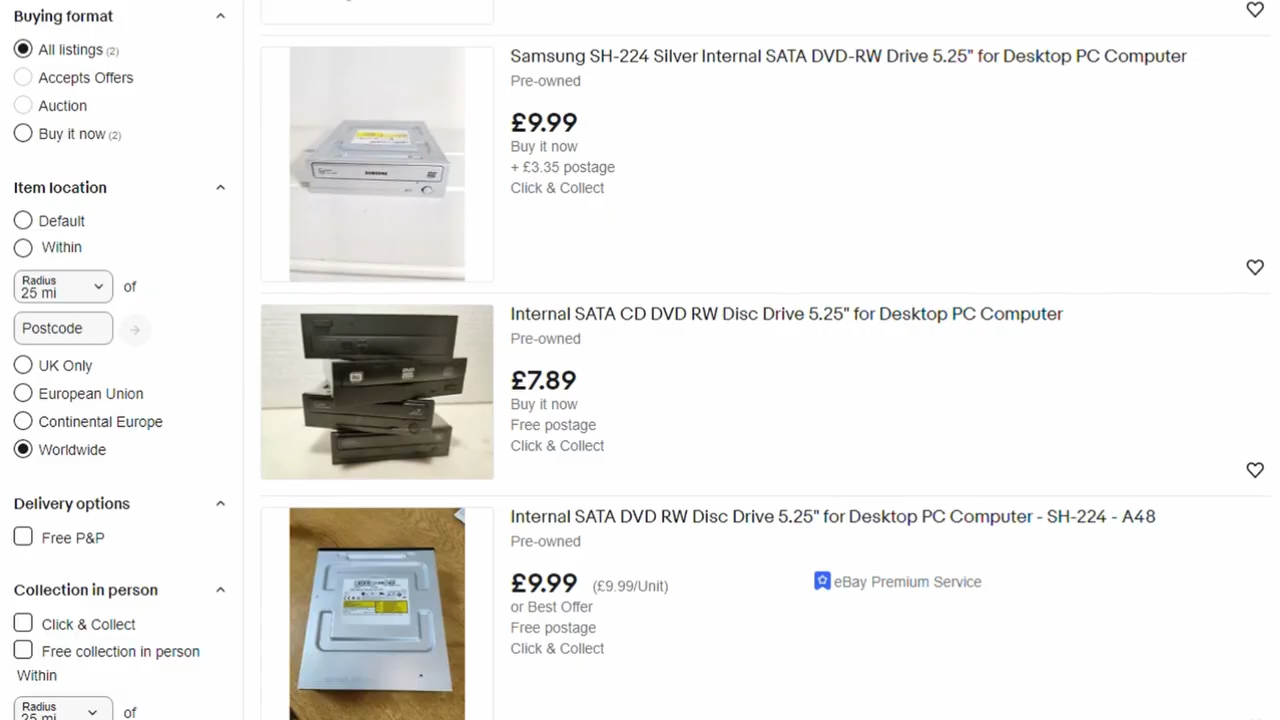 Buying format
All listings (2)
Accepts Offers
Auction
Buy it now (2)
Item location
Default
Within
Radius
25 mi
of
Postcode
UK Only
European Union
Continental Europe
Worldwide
Delivery options
Free P&P
Collection in person
Click & Collect
Free collection in person
Within
Radius
25 mi
of
Samsung SH-224 Silver Internal SATA DVD-RW Drive 5.25" for Desktop PC Computer
Pre-owned
£9.99
Buy it now
+ £3.35 postage
Click & Collect
SAMSUNG
Internal SATA CD DVD RW Disc Drive 5.25" for Desktop PC Computer
Pre-owned
£7.89
Buy it now
Free postage
Click & Collect
Internal SATA DVD RW Disc Drive 5.25" for Desktop PC Computer - SH-224 - A48
Pre-owned
£9.99 (£9.99/Unit)
or Best Offer
Free postage
Click & Collect
eBay Premium Service